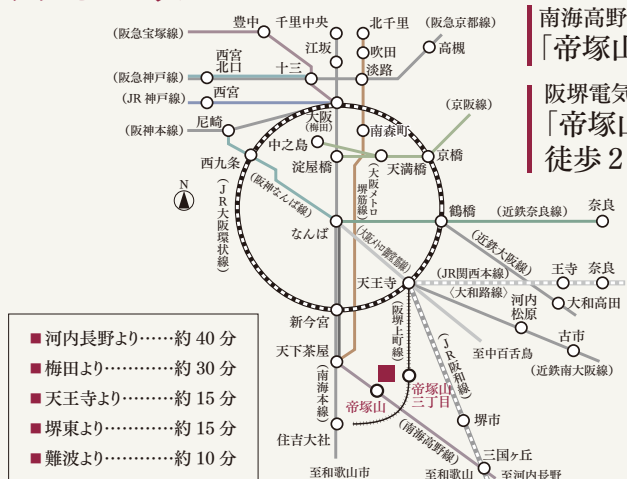 南海高野
「帝塚山
阪堺電気
「帝塚山
徒歩2
豊中
千里中央
北千里
(阪急宝塚線)
(阪急京都線)
江坂
吹田
高槻
西宮
北口
十三
淡路
(阪急神戸線)
西宮
(JR神戸線)
大阪
(梅田)
(京阪線)
尼崎
(阪神本線)
南森町
中之島
西九条
淀屋橋
天満橋
京橋
(大阪メトロ
堺筋線)
(阪神なんば線)
N
(JR大阪環状線)
なんば
鶴橋
(近鉄奈良線)
奈良
(大阪メトロ御堂筋線)
(近鉄大阪線)
天王寺
(JR関西本線)
〈大和路線〉
王寺
奈良
大和高田
河内
松原
新今宮
(阪堺上町線)
(JR阪和線)
至中百舌鳥
古市
(近鉄南大阪線)
天下茶屋
(南海本線)
帝塚山
帝塚山
三丁目
住吉大社
(南海高野線)
堺市
三国ヶ丘
至和歌山市
至和歌山
至河内長野
■河内長野より……約40分
■梅田より…………約30分
■天王寺より………約15分
■堺東より…………約15分
■難波より…………約10分